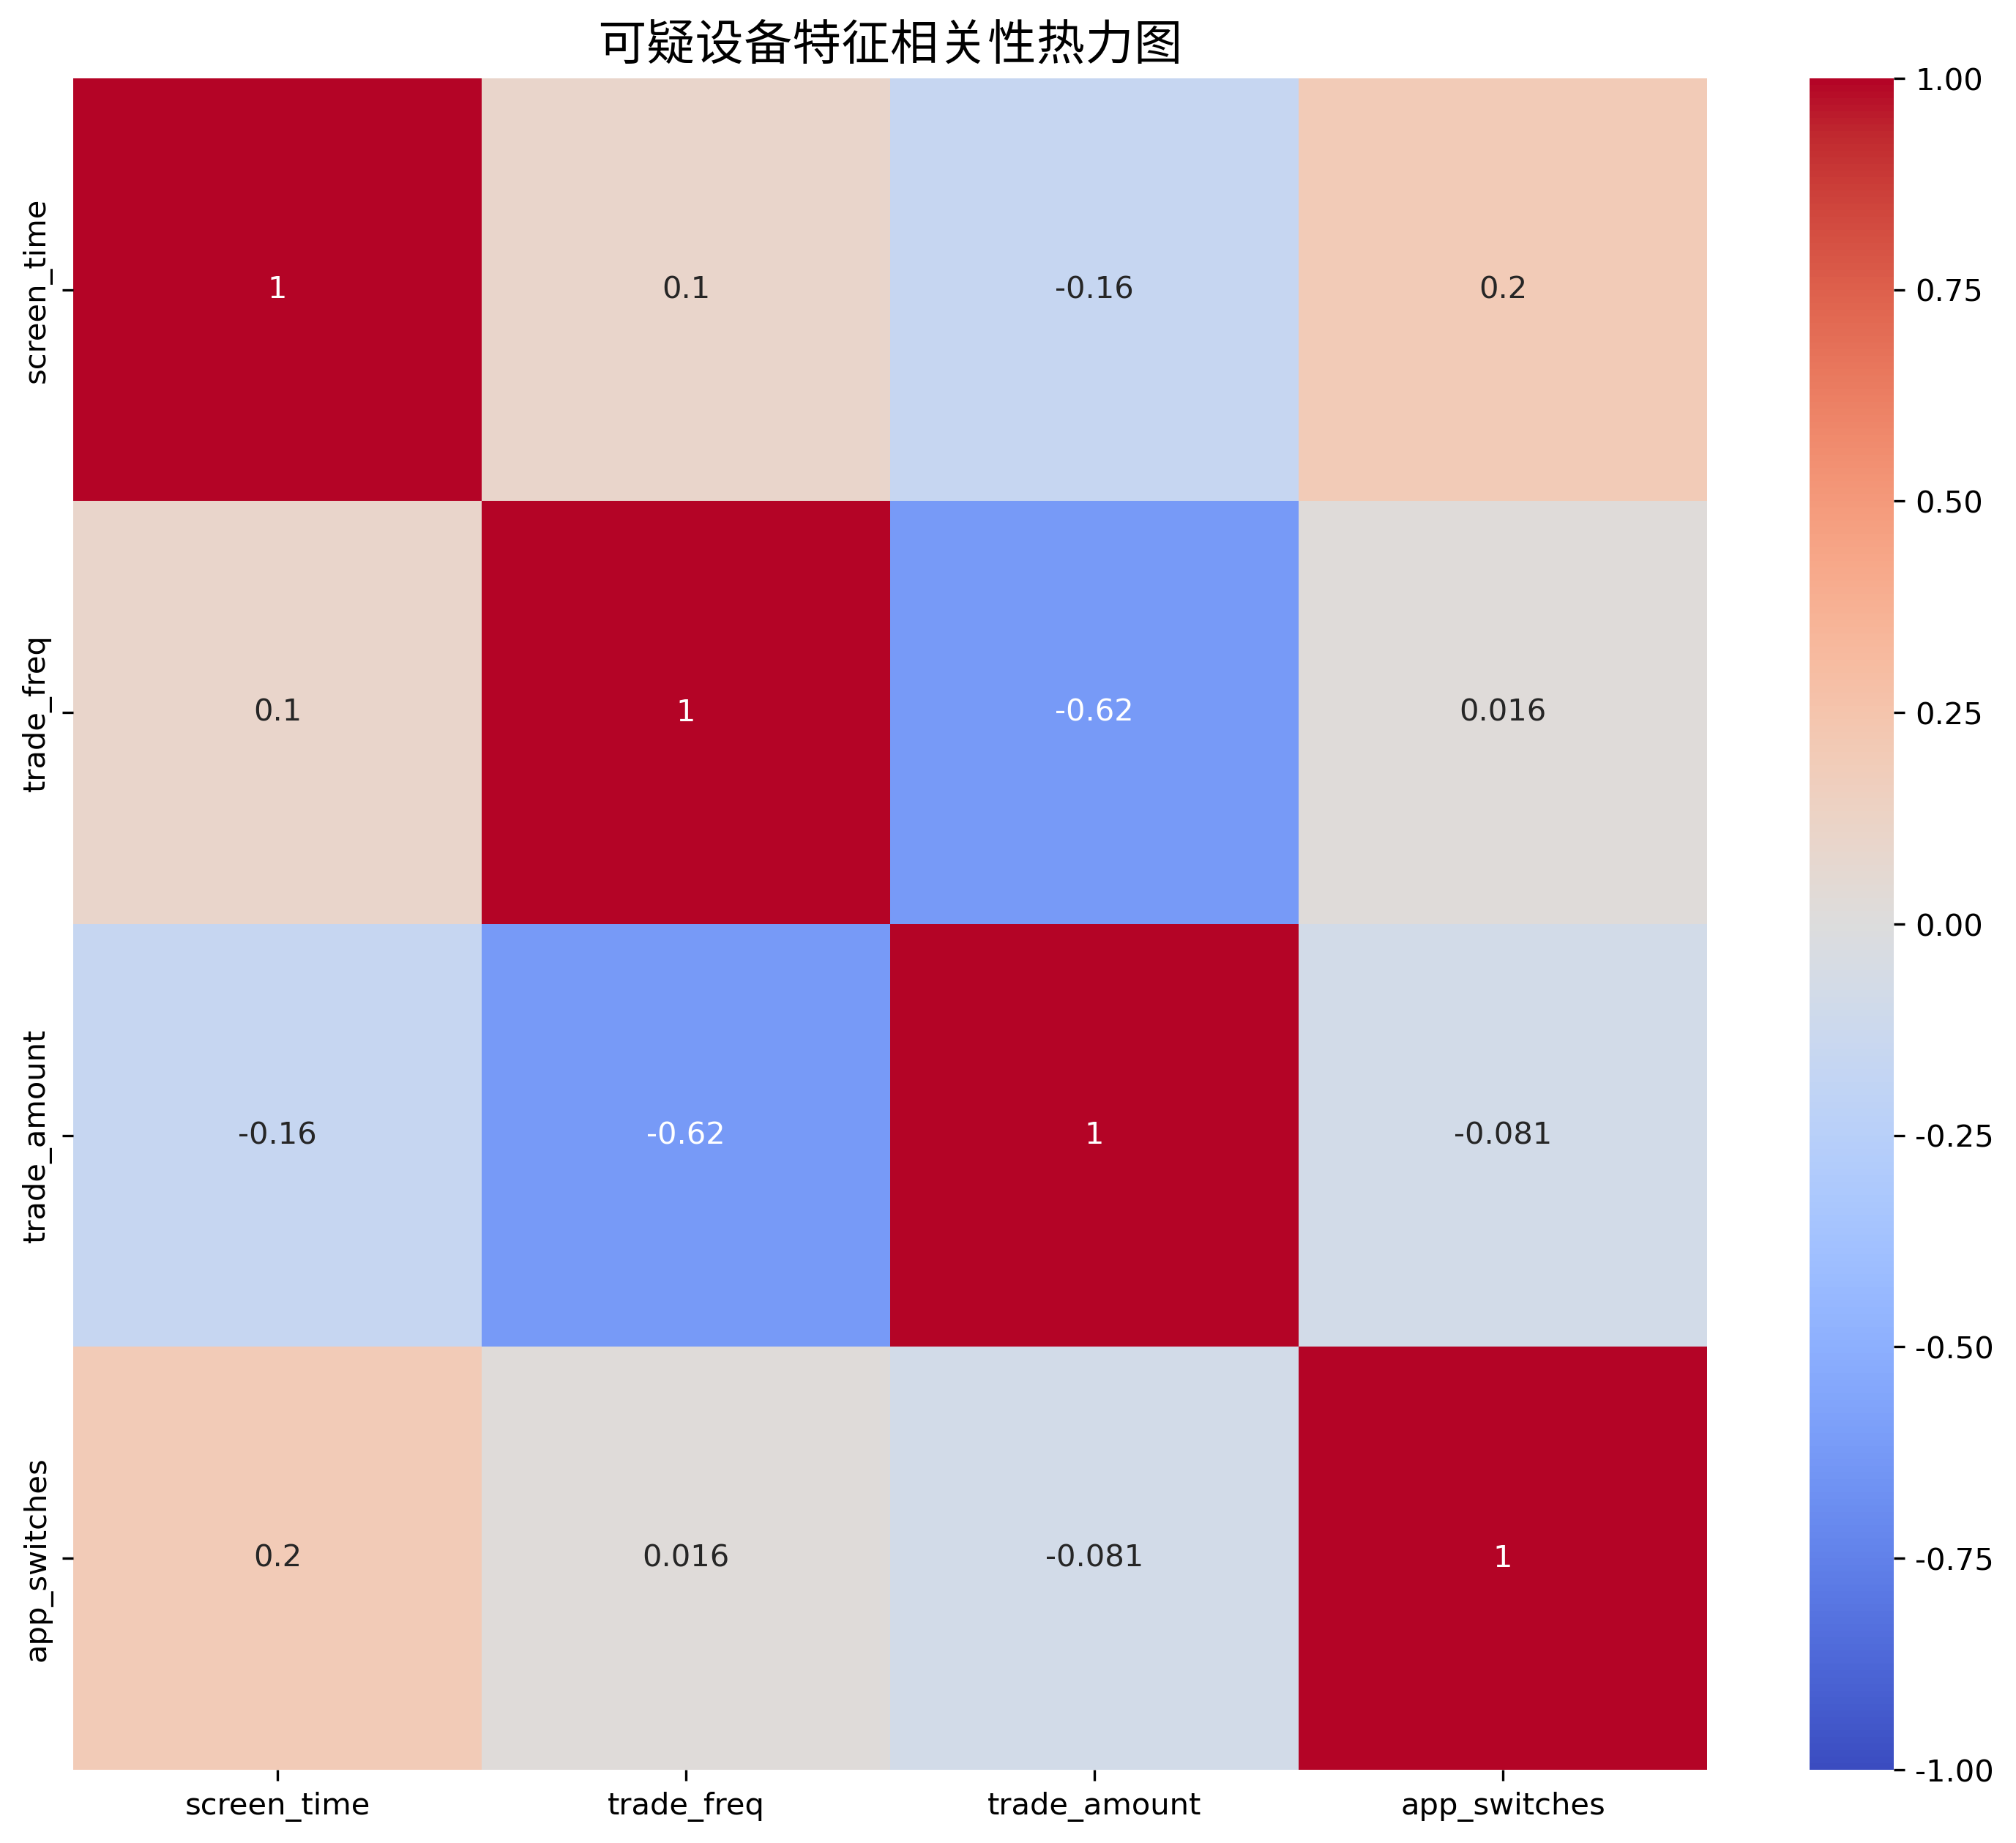 可疑设备特征相关性热力图
screen_time
1
0.1
-0.16
0.2
trade_freq
0.1
1
-0.62
0.016
trade_amount
-0.16
-0.62
1
-0.081
app_switches
0.2
0.016
-0.081
1
screen_time
trade_freq
trade_amount
app_switches
1.00
0.75
0.50
0.25
0.00
-0.25
-0.50
-0.75
-1.00